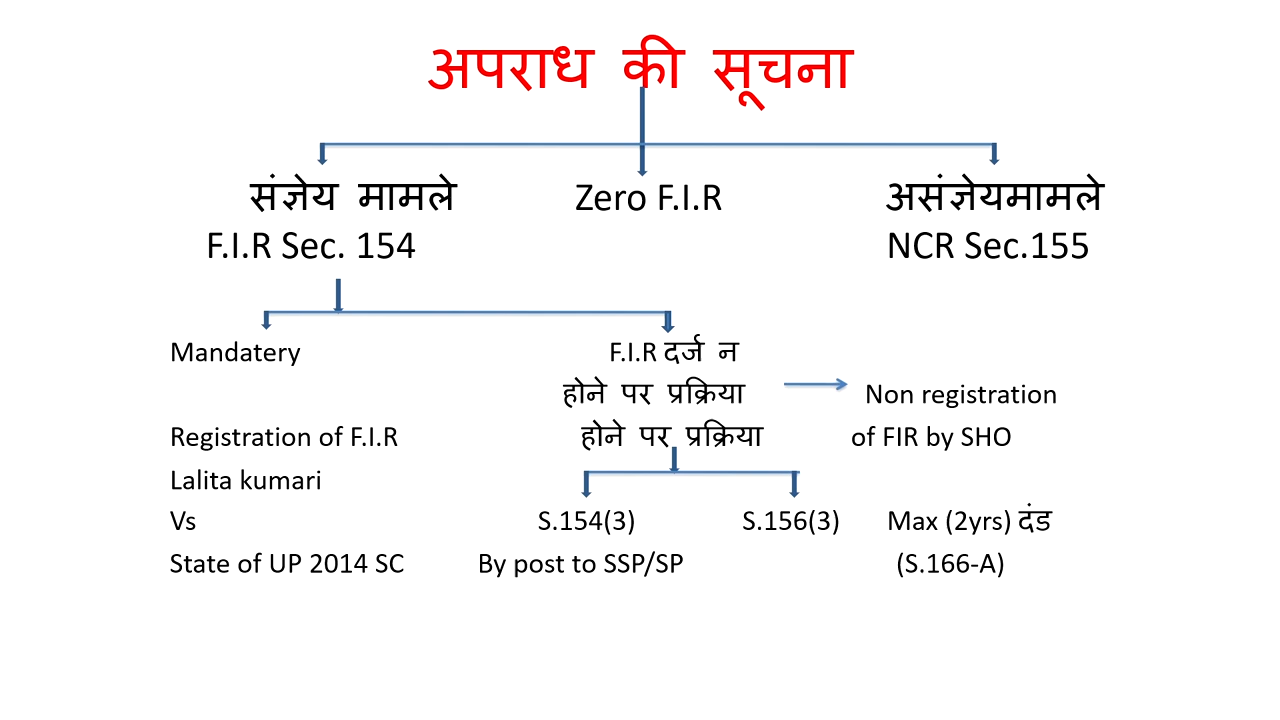 अपराध की सूचना
संज्ञेय मामले Zero F.I.R असंज्ञेयमामले
F.I.R Sec. 154 NCR Sec.155
Mandatery F.I.R दर्ज न
होने पर प्रक्रिया Non registration
Registration of F.I.R होने पर प्रक्रिया of FIR by SHO
Lalita kumari
Vs S.154(3) S.156(3) Max (2yrs) दंड
State of UP 2014 SC By post to SSP/SP (S.166-A)